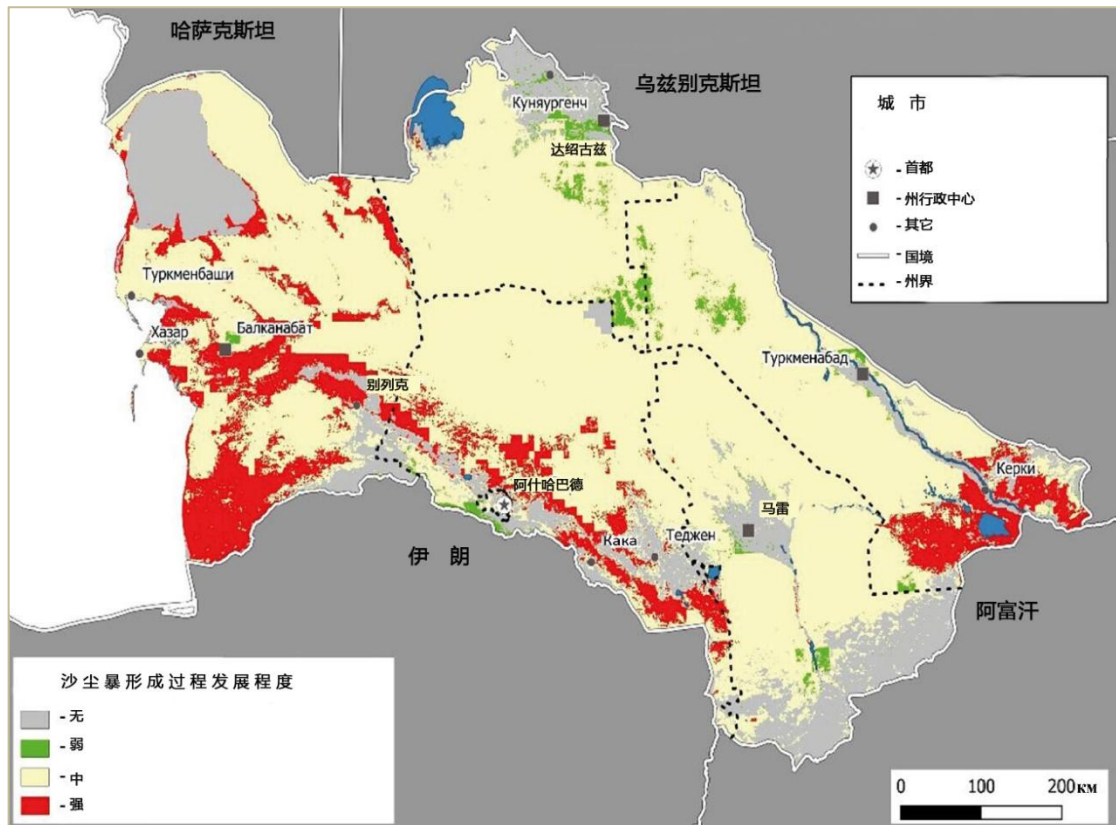 哈萨克斯坦
乌兹别克斯坦
城 市
- 首都
- 州行政中心
- 其它
- 国境
- 州界
Куняургенч
达绍古兹
Туркменбаши
Хазар
Балканабат
别列克
Туркменабад
Керки
阿什哈巴德
马雷
Кака
Теджен
伊 朗
阿富汗
沙尘暴形成过程发展程度
- 无
- 弱
- 中
- 强
0 100 200км